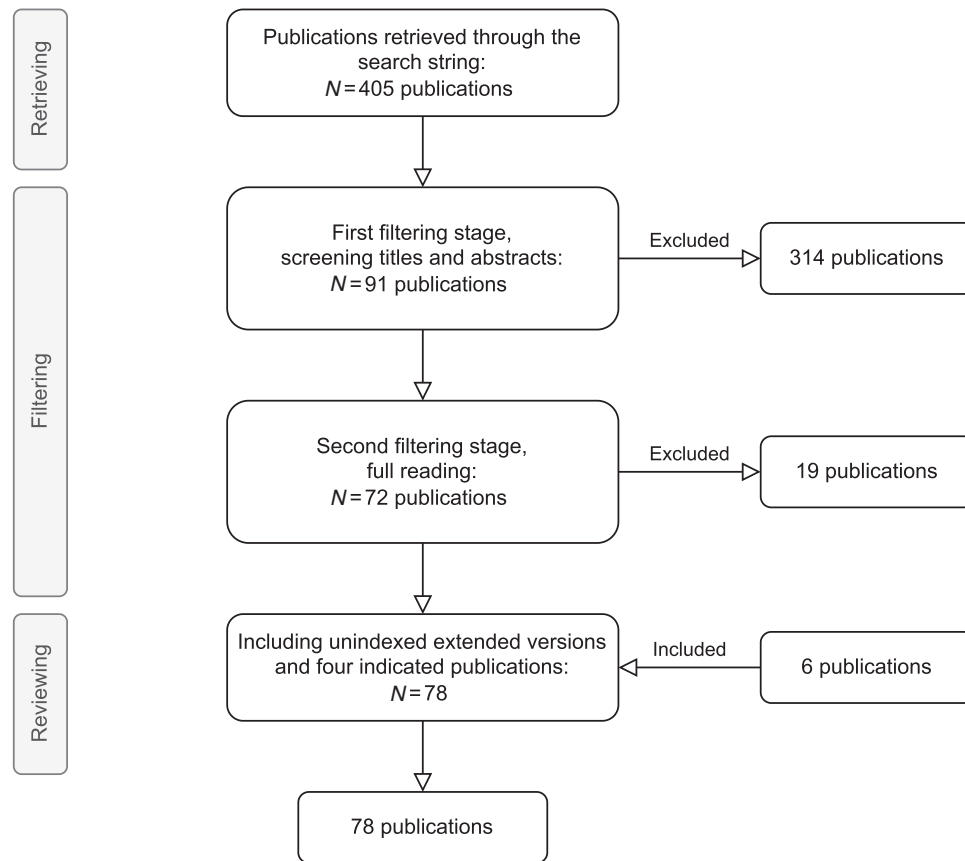 Retrieving
Publications retrieved through the
search string:
N=405 publications
Filtering
First filtering stage,
screening titles and abstracts:
N=91 publications
Excluded
314 publications
Second filtering stage,
full reading:
N=72 publications
Excluded
19 publications
Reviewing
Including unindexed extended versions
and four indicated publications:
N=78
Included
6 publications
78 publications